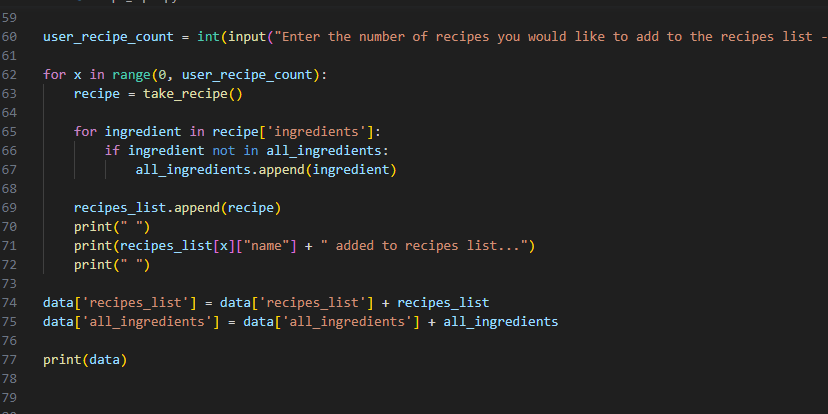 59
60 user_recipe_count = int(input("Enter the number of recipes you would like to add to the recipes list -
61
62 for x in range(0, user_recipe_count):
63     recipe = take_recipe()
64
65     for ingredient in recipe['ingredients']:
66         if ingredient not in all_ingredients:
67             all_ingredients.append(ingredient)
68
69     recipes_list.append(recipe)
70     print(" ")
71     print(recipes_list[x]["name"] + " added to recipes list...")
72     print(" ")
73
74 data['recipes_list'] = data['recipes_list'] + recipes_list
75 data['all_ingredients'] = data['all_ingredients'] + all_ingredients
76
77 print(data)
78
79